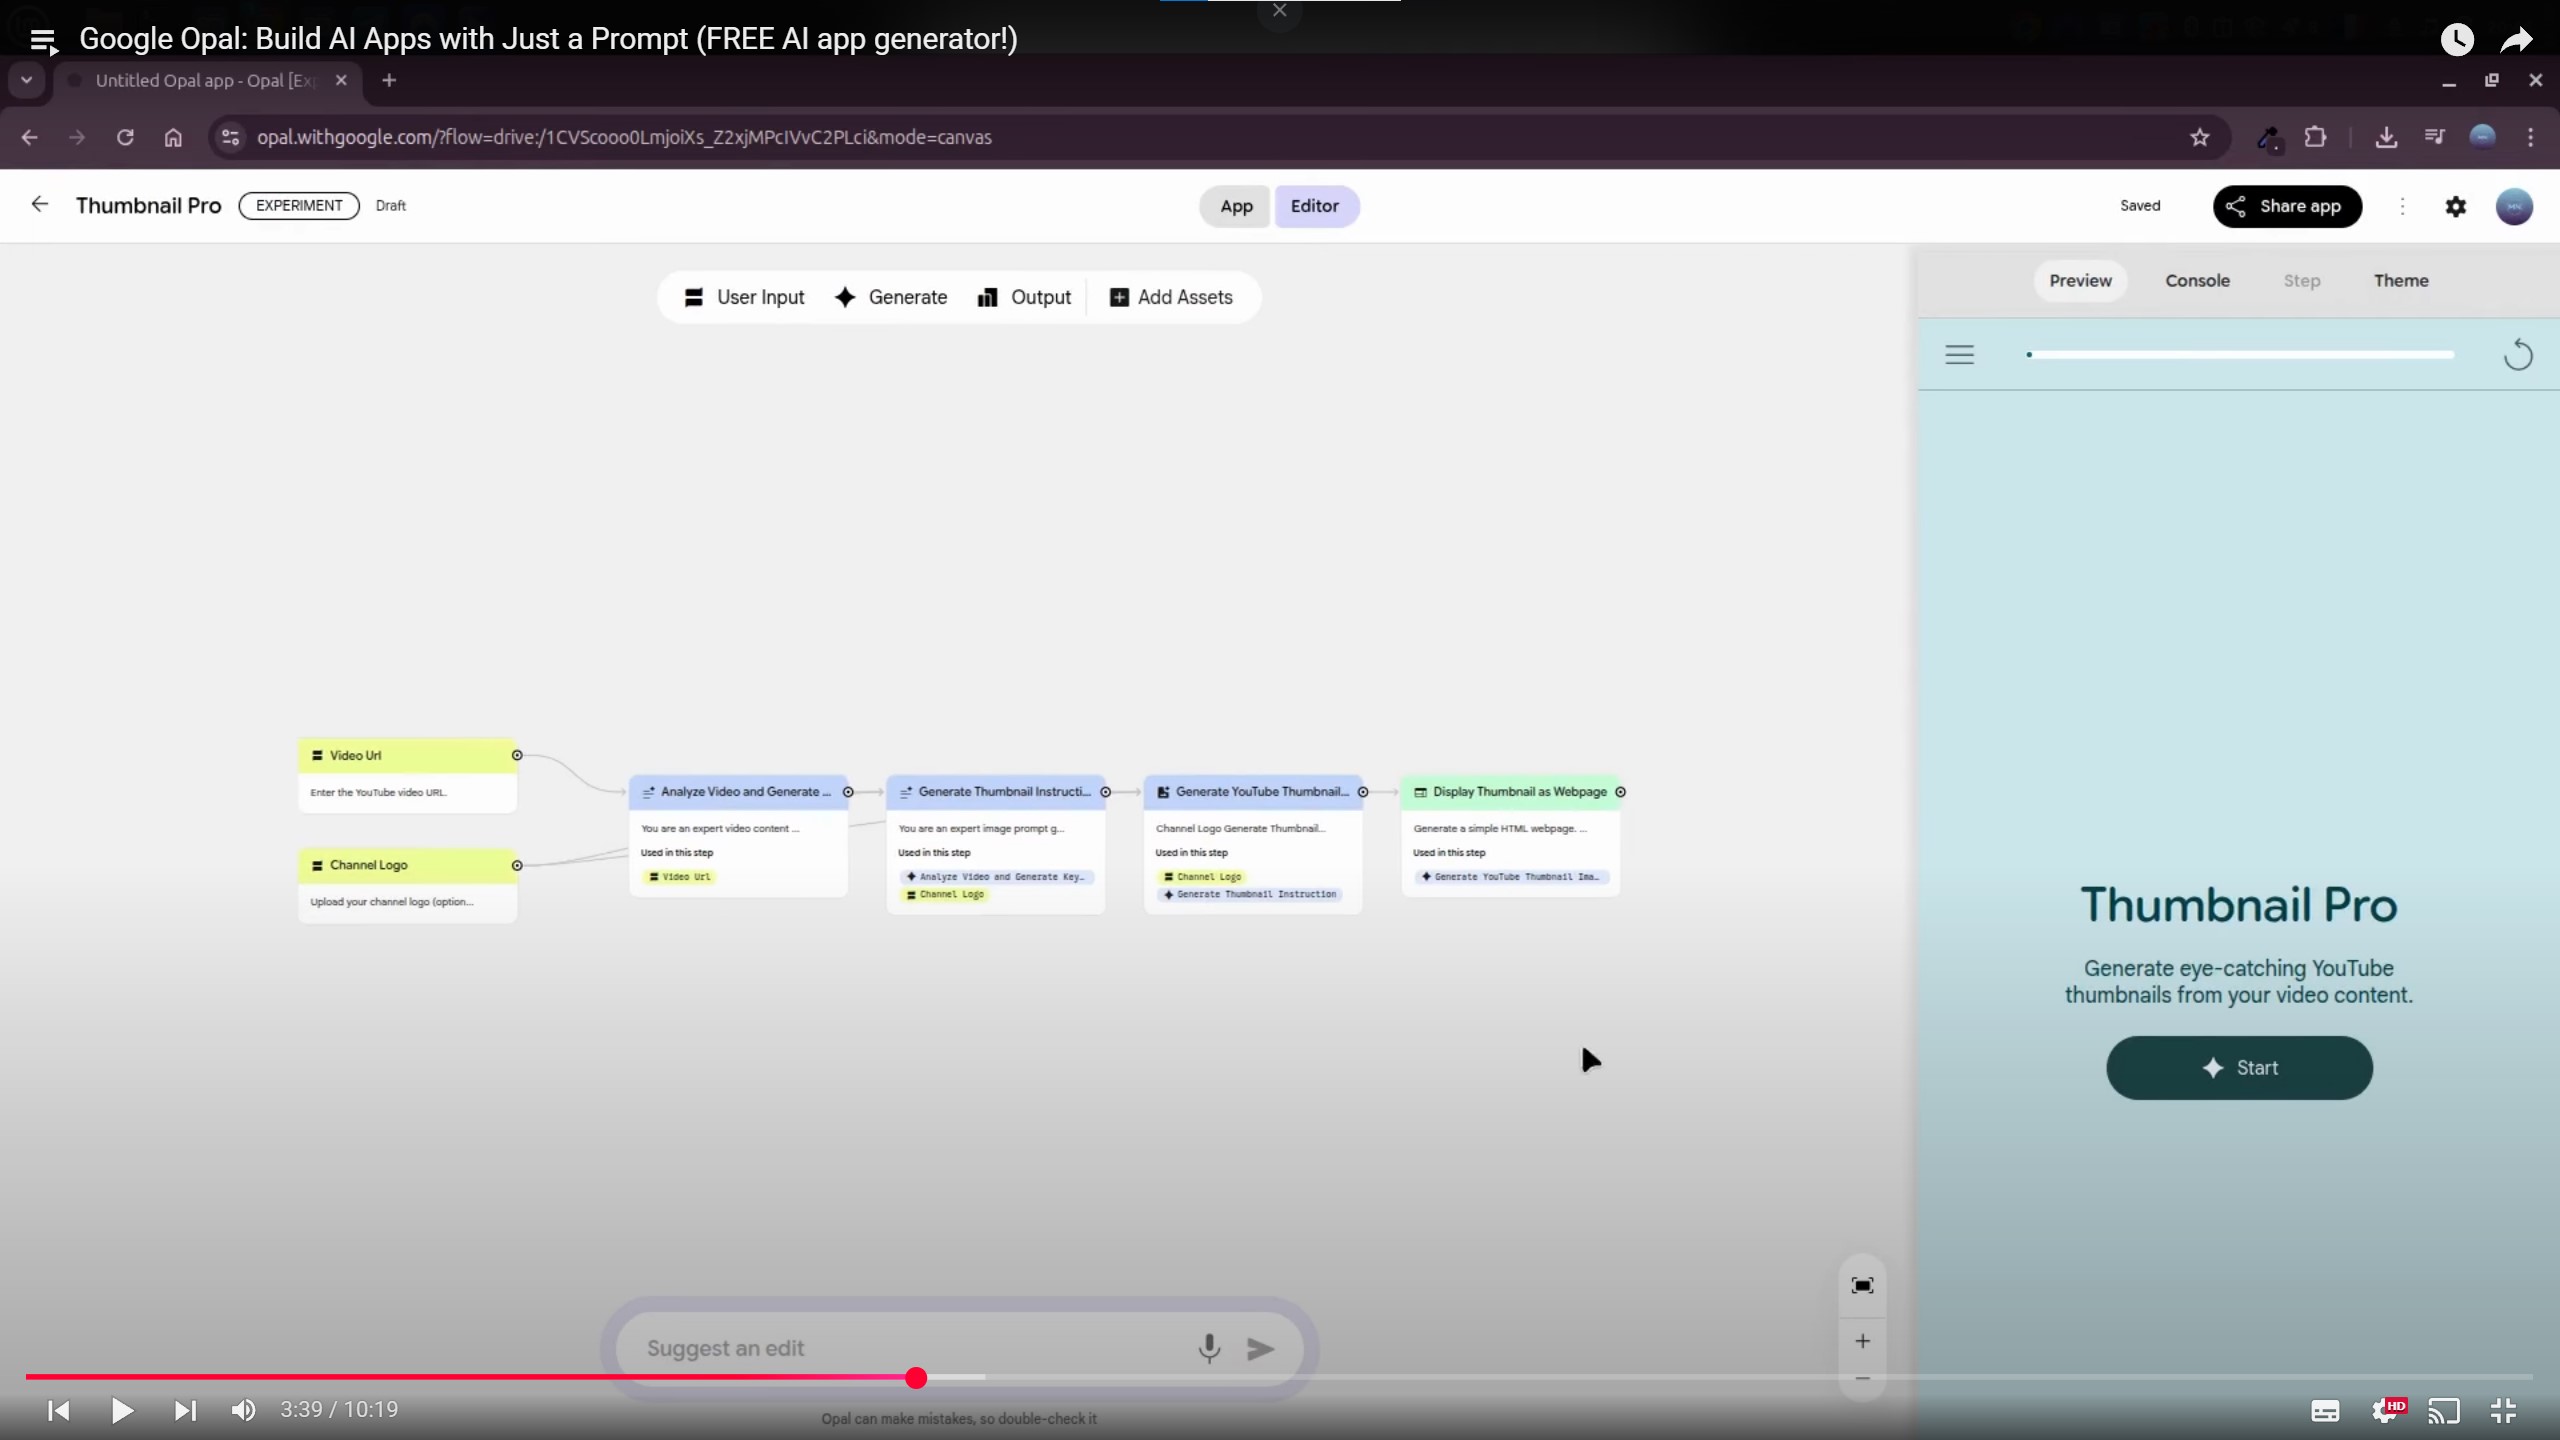 Google Opal: Build AI Apps with Just a Prompt (FREE AI app generator!)
Untitled Opal app - Opal [Exp
opal.withgoogle.com/?flow=drive:/1CVScooo0LmjoiXs_Z2xjMPcIVvC2PLci&mode=canvas
Thumbnail Pro
EXPERIMENT
Draft
App
Editor
Saved
Share app
User Input
Generate
Output
Add Assets
Preview
Console
Step
Theme
Video Url
Enter the YouTube video URL.
Channel Logo
Upload your channel logo (option...
Analyze Video and Generate ...
You are an expert video content ...
Used in this step
Video Url
Generate Thumbnail Instructi...
You are an expert image prompt g...
Used in this step
Analyze Video and Generate Key…
Channel Logo
Generate YouTube Thumbnail...
Channel Logo Generate Thumbnail...
Used in this step
Channel Logo
Generate Thumbnail Instruction
Display Thumbnail as Webpage
Generate a simple HTML webpage. ...
Used in this step
Generate YouTube Thumbnail Ima…
Thumbnail Pro
Generate eye-catching YouTube
thumbnails from your video content.
Start
Suggest an edit
3:39 / 10:19
HD
Opal can make mistakes, so double-check it